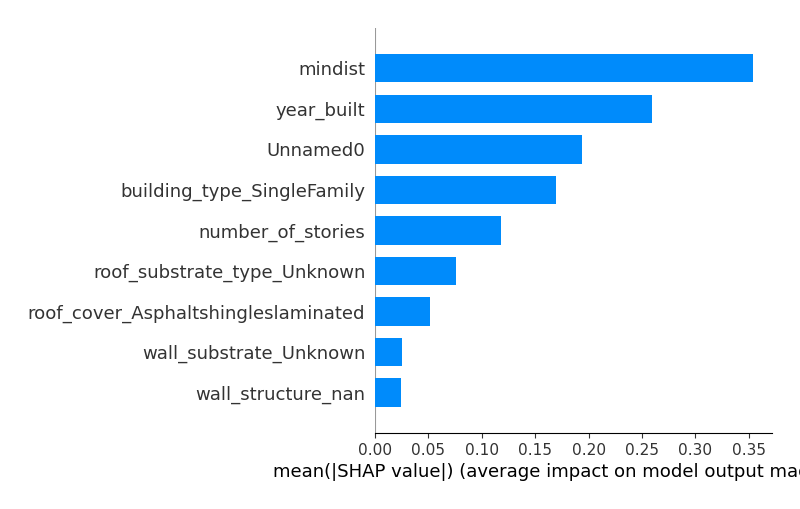 mindist
year_built
Unnamed0
building_type_SingleFamily
number_of_stories
roof_substrate_type_Unknown
roof_cover_Asphaltshingleslaminated
wall_substrate_Unknown
wall_structure_nan
0.00 0.05 0.10 0.15 0.20 0.25 0.30 0.35
mean(|SHAP value|) (average impact on model output